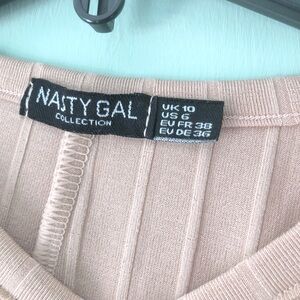 NASTY GAL
COLLECTION
UK 10
US 6
EU FR 38
EU DE 36